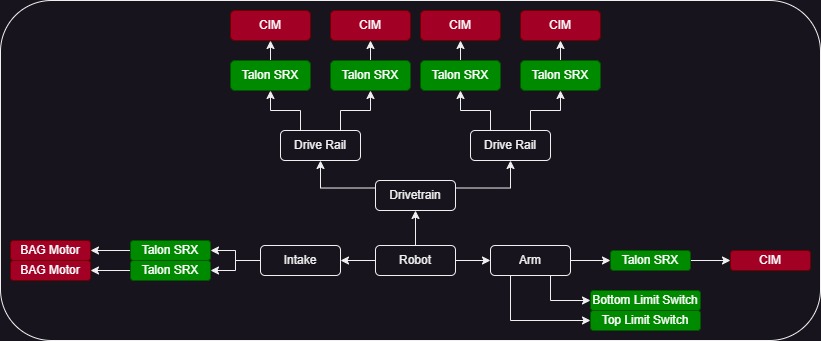 CIM
CIM
CIM
CIM
Talon SRX
Talon SRX
Talon SRX
Talon SRX
Drive Rail
Drive Rail
Drivetrain
BAG Motor
Talon SRX
BAG Motor
Talon SRX
Intake
Robot
Arm
Talon SRX
CIM
Bottom Limit Switch
Top Limit Switch